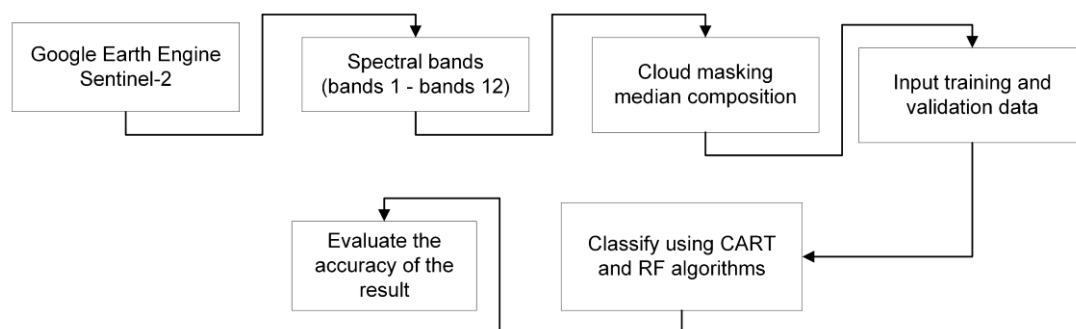 Google Earth Engine
Sentinel-2
Spectral bands
(bands 1 - bands 12)
Cloud masking
median composition
Input training and
validation data
Classify using CART
and RF algorithms
Evaluate the
accuracy of the
result